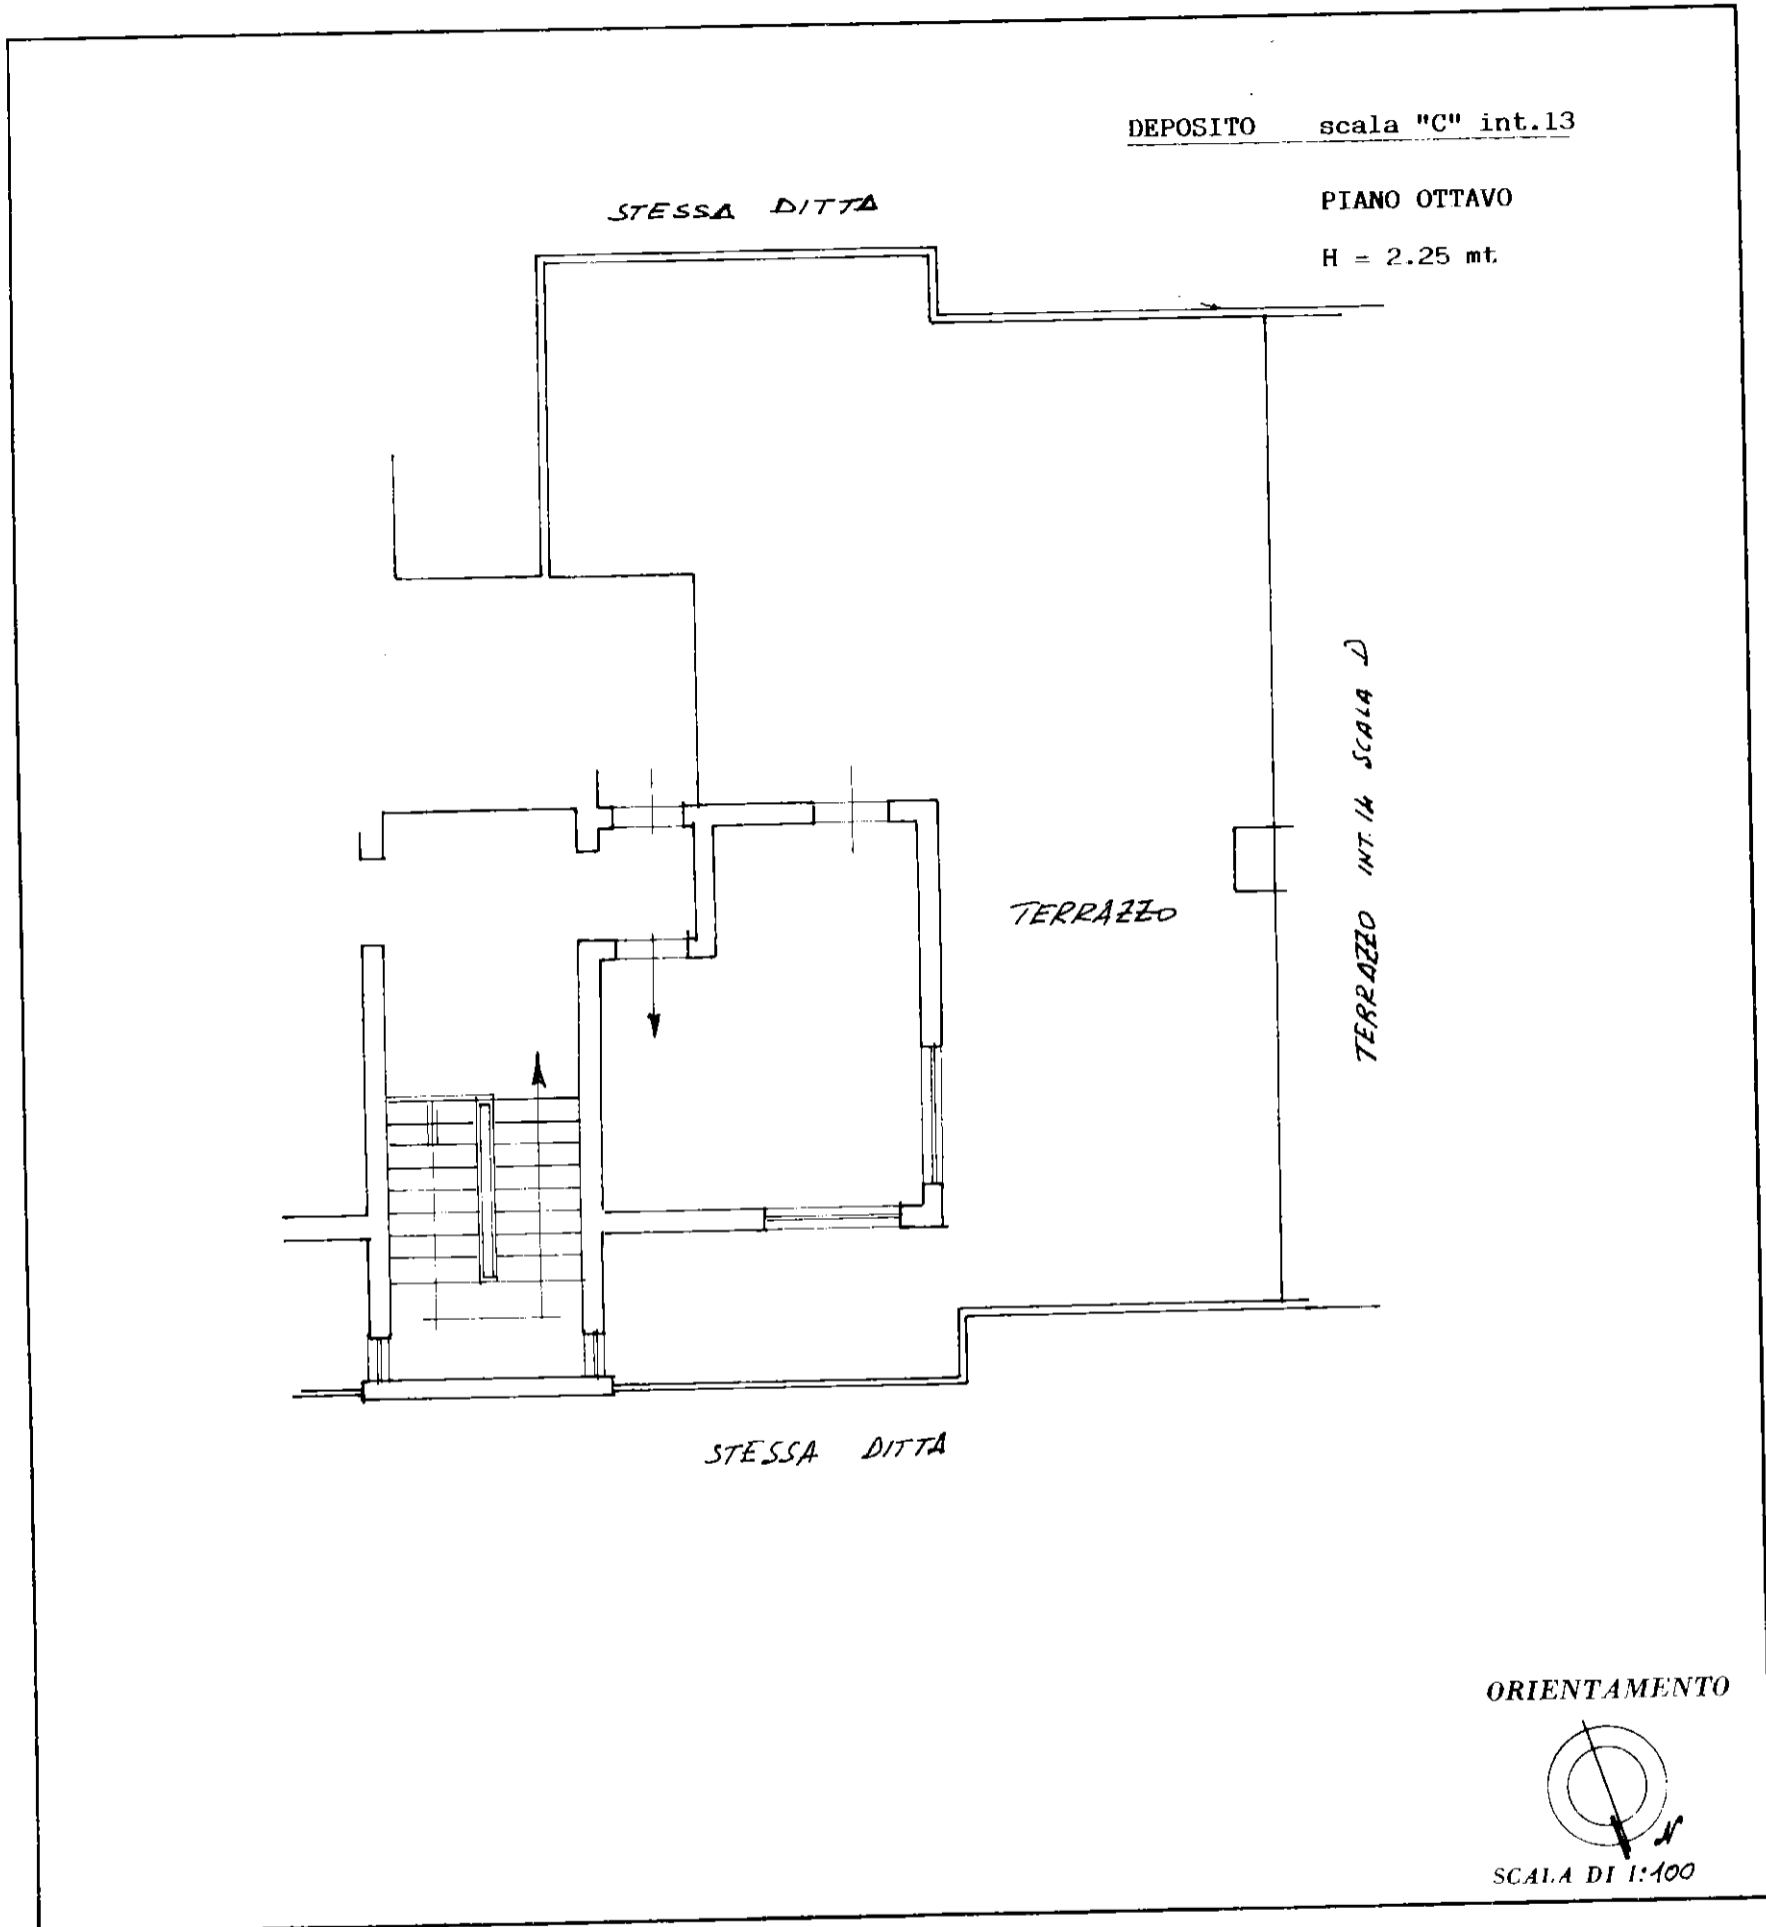 DEPOSITO scala "C" int.13
PIANO OTTAVO
H = 2.25 mt.
STESSA DITTA
TERRAZZO
TERRAZZO INT. 14 SCALA D
STESSA DITTA
ORIENTAMENTO
N
SCALA DI 1:100